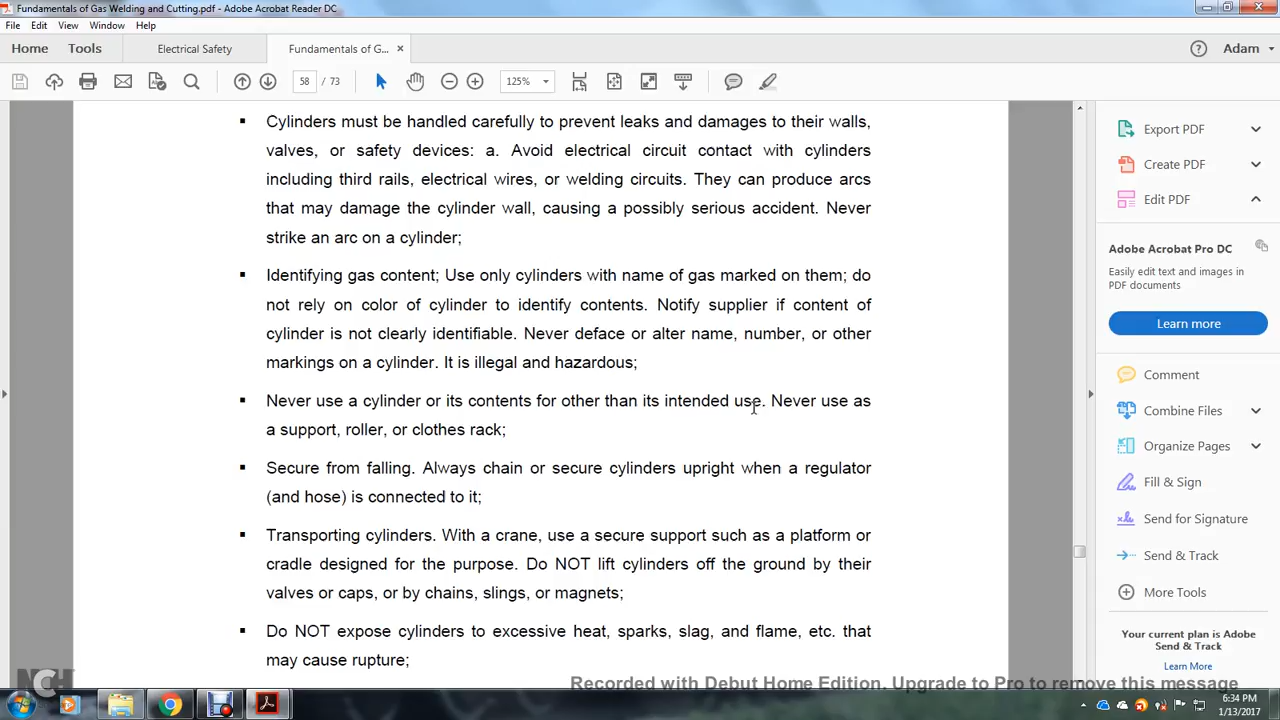 Fundamentals of Gas Welding and Cutting.pdf - Adobe Acrobat Reader DC
File Edit View Window Help
Home Tools Electrical Safety Fundamentals of G... × Adam
58 / 73 125%
▪ Cylinders must be handled carefully to prevent leaks and damages to their walls,
valves, or safety devices: a. Avoid electrical circuit contact with cylinders
including third rails, electrical wires, or welding circuits. They can produce arcs
that may damage the cylinder wall, causing a possibly serious accident. Never
strike an arc on a cylinder;
▪ Identifying gas content; Use only cylinders with name of gas marked on them; do
not rely on color of cylinder to identify contents. Notify supplier if content of
cylinder is not clearly identifiable. Never deface or alter name, number, or other
markings on a cylinder. It is illegal and hazardous;
▪ Never use a cylinder or its contents for other than its intended use. Never use as
a support, roller, or clothes rack;
▪ Secure from falling. Always chain or secure cylinders upright when a regulator
(and hose) is connected to it;
▪ Transporting cylinders. With a crane, use a secure support such as a platform or
cradle designed for the purpose. Do NOT lift cylinders off the ground by their
valves or caps, or by chains, slings, or magnets;
▪ Do NOT expose cylinders to excessive heat, sparks, slag, and flame, etc. that
may cause rupture;
Export PDF
Create PDF
Edit PDF
Adobe Acrobat Pro DC
Easily edit text and images in
PDF documents
Learn more
Comment
Combine Files
Organize Pages
Fill & Sign
Send for Signature
Send & Track
More Tools
Your current plan is Adobe
Send & Track
Learn More
NCH
Recorded with Debut Home Edition. Upgrade to Pro to remove this message
6:34 PM
1/13/2017